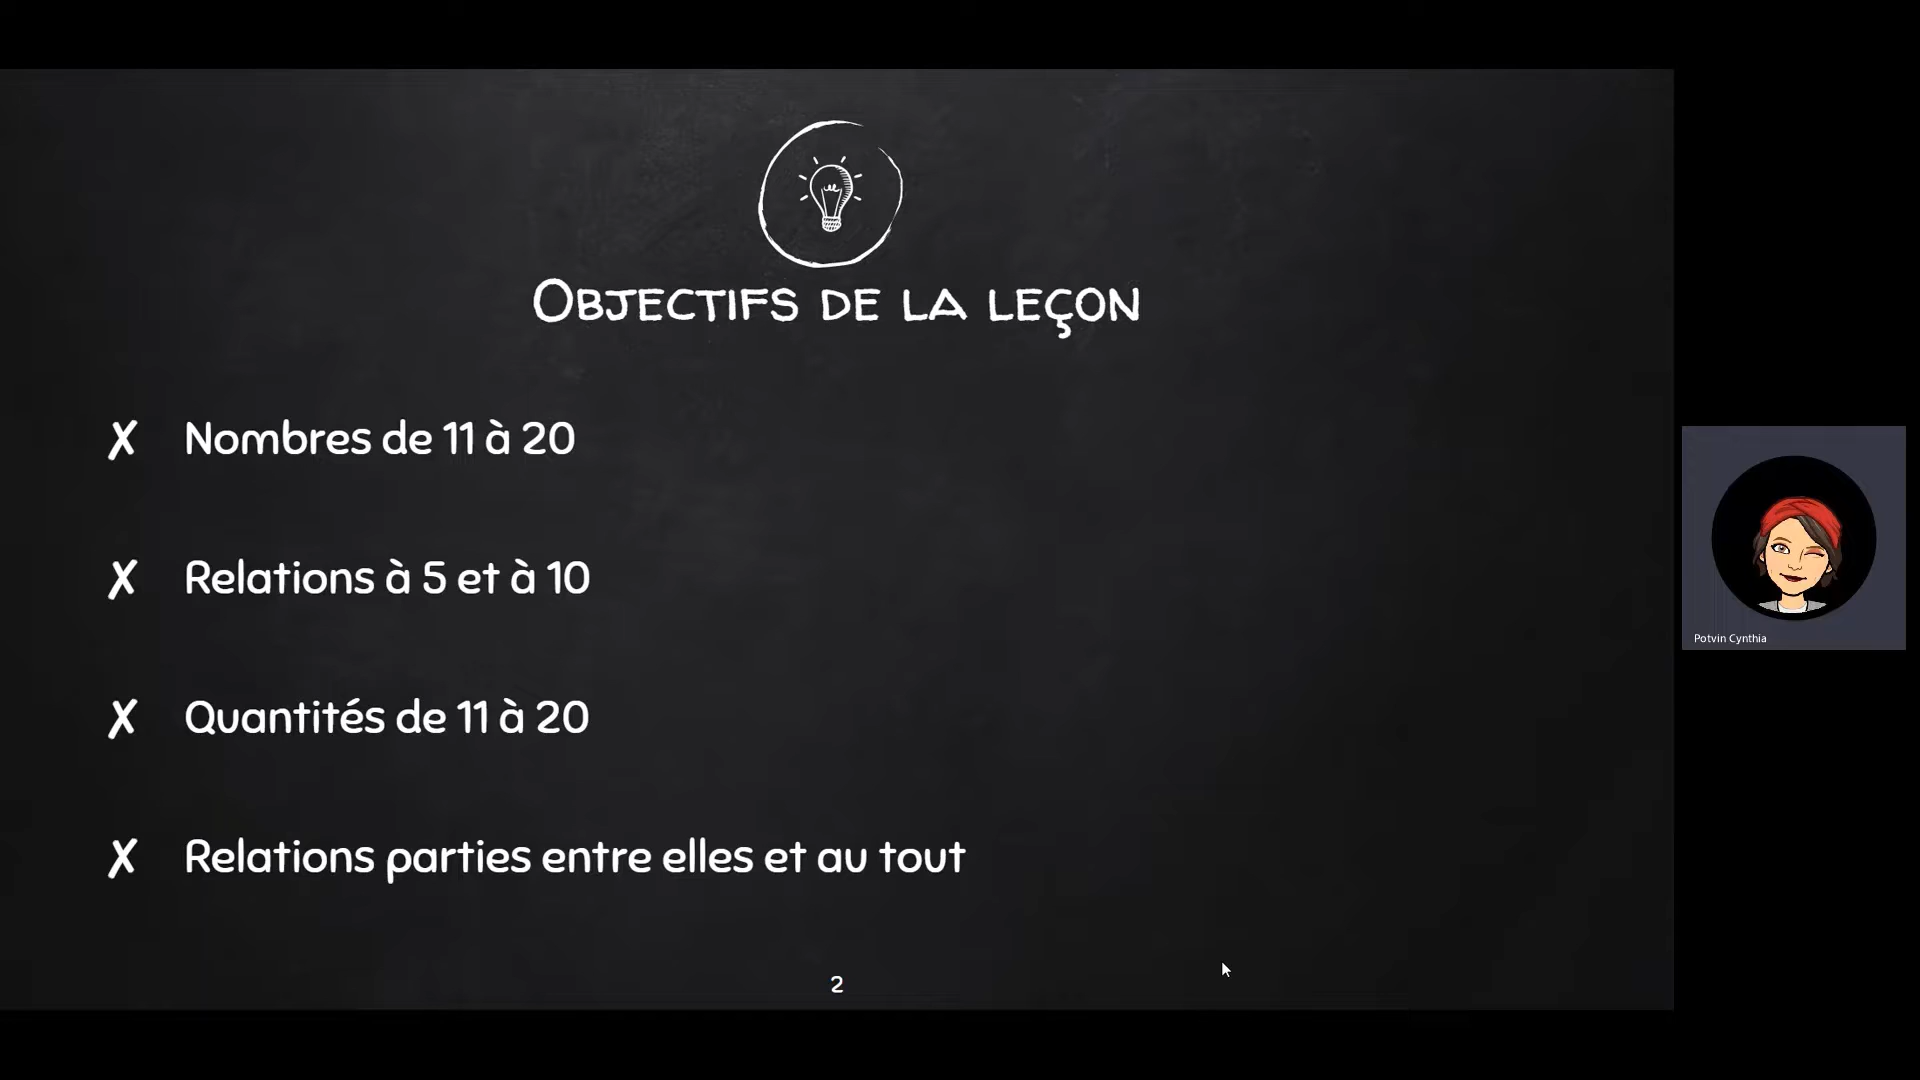 Objectifs de la leçon
✗ Nombres de 11 à 20
✗ Relations à 5 et à 10
✗ Quantités de 11 à 20
✗ Relations parties entre elles et au tout
2
Potvin Cynthia